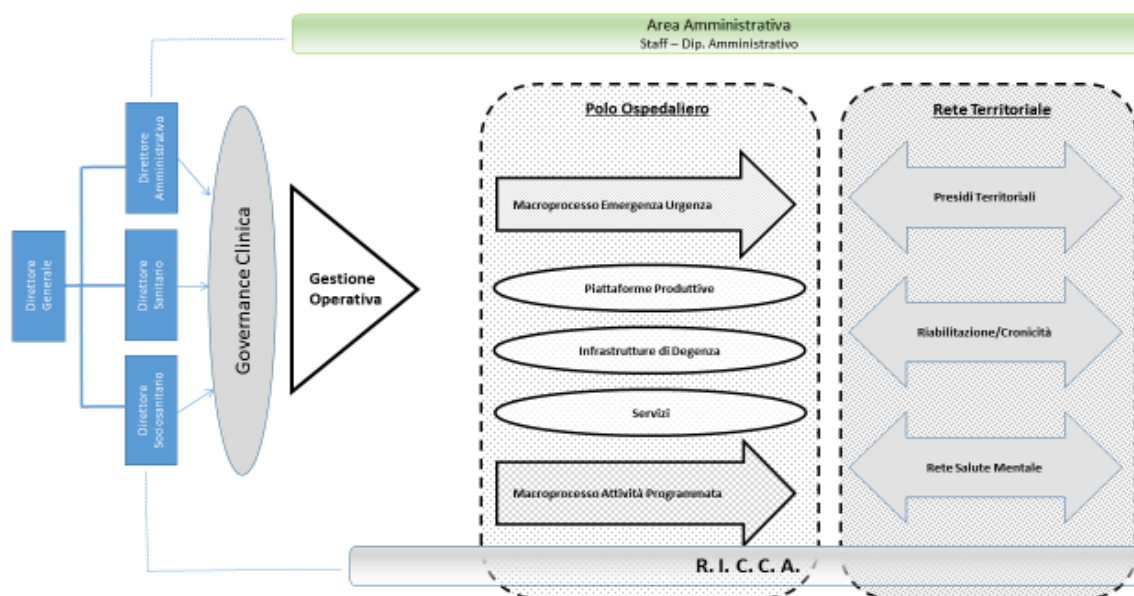 Area Amministrativa
Staff – Dip. Amministrativo
Direttore
Generale
Direttore
Amministrativo
Direttore
Sanitario
Direttore
Sociosanitario
Governance Clinica
Gestione
Operativa
Polo Ospedaliero
Macroprocesso Emergenza Urgenza
Piattaforme Produttive
Infrastrutture di Degenza
Servizi
Macroprocesso Attività Programmata
Rete Territoriale
Presidi Territoriali
Riabilitazione/Cronicità
Rete Salute Mentale
R. I. C. C. A.